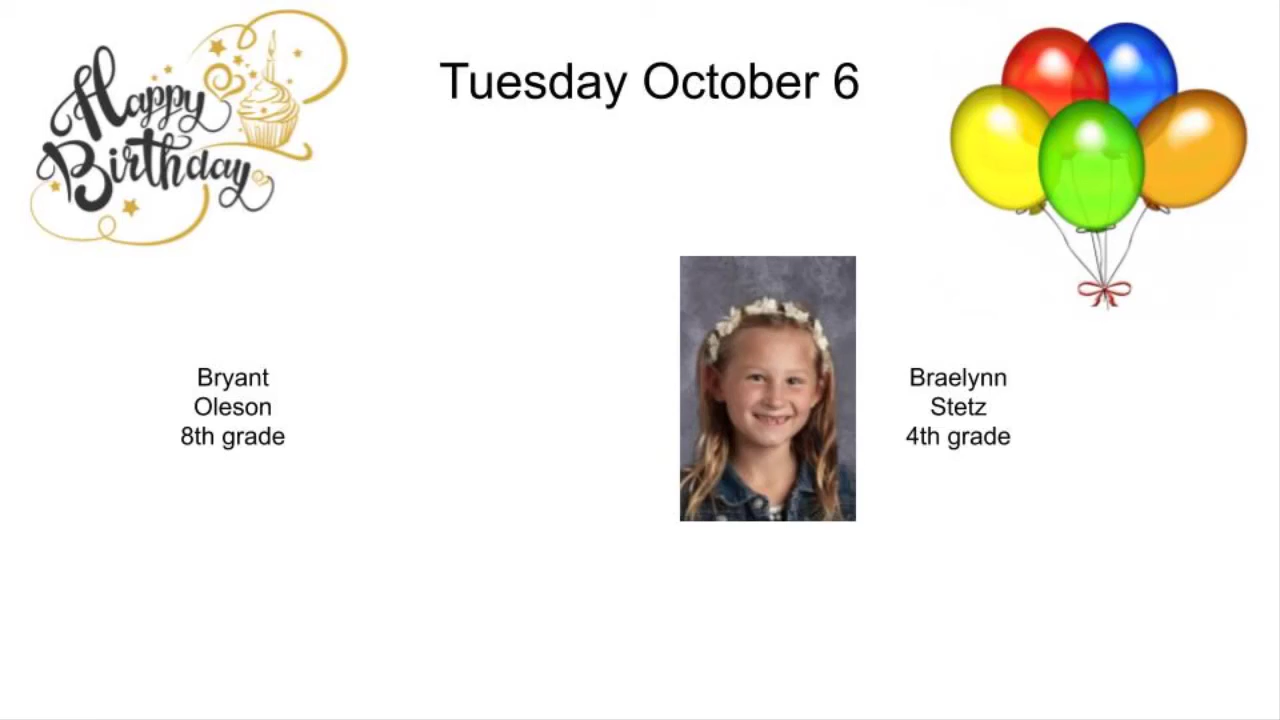 Happy
Birthday
Tuesday October 6
Bryant
Oleson
8th grade
Braelynn
Stetz
4th grade